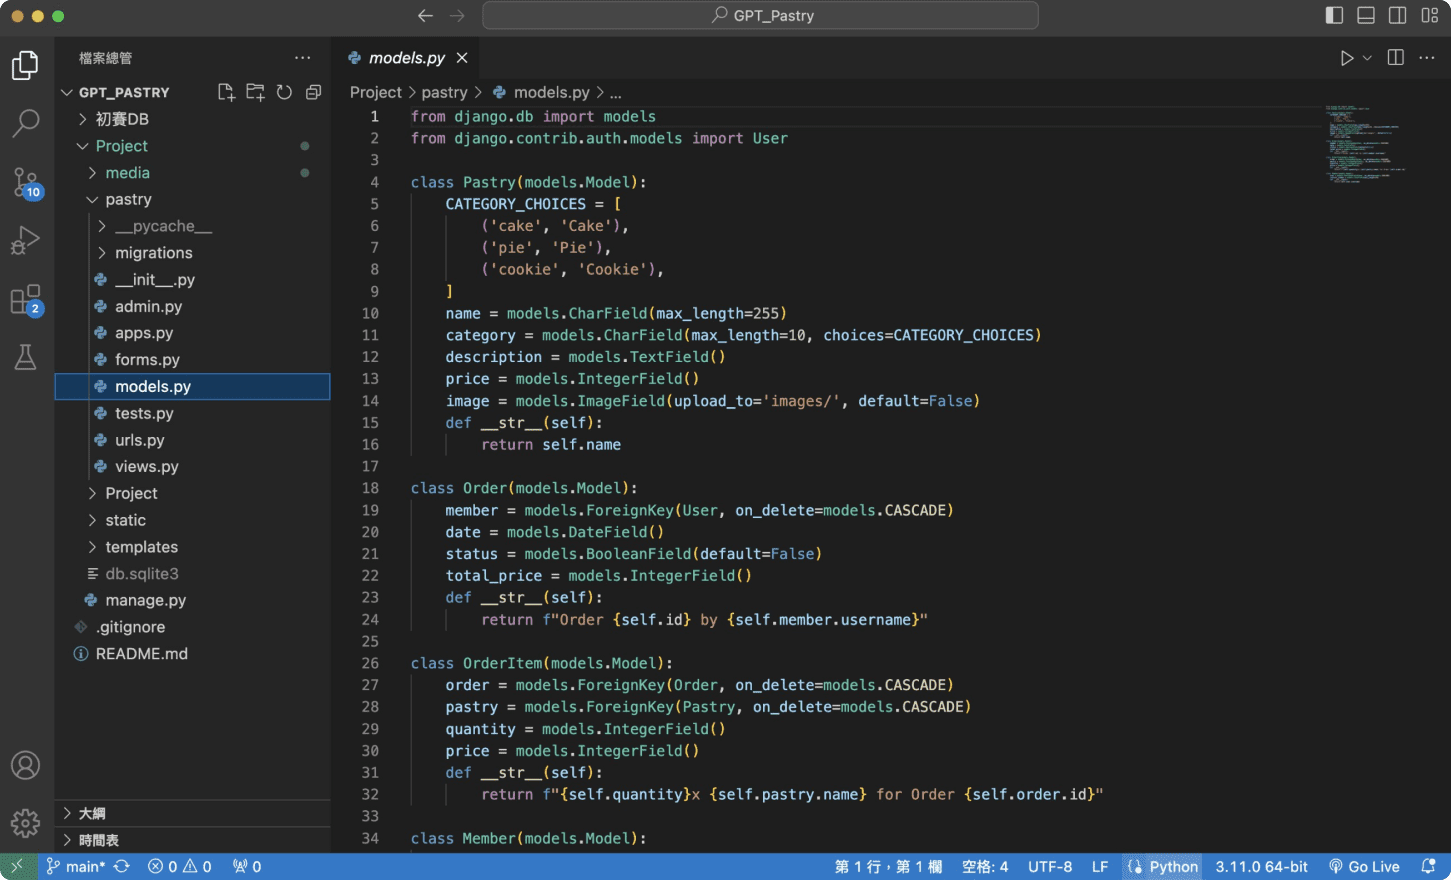 GPT_Pastry
檔案總管
GPT_PASTRY
初賽DB
Project
media
pastry
__pycache__
migrations
__init__.py
admin.py
apps.py
forms.py
models.py
tests.py
urls.py
views.py
Project
static
templates
db.sqlite3
manage.py
.gitignore
README.md
大綱
時間表
10
2
models.py
Project > pastry > models.py > ...
1 from django.db import models
2 from django.contrib.auth.models import User
3
4 class Pastry(models.Model):
5 CATEGORY_CHOICES = [
6 ('cake', 'Cake'),
7 ('pie', 'Pie'),
8 ('cookie', 'Cookie'),
9 ]
10 name = models.CharField(max_length=255)
11 category = models.CharField(max_length=10, choices=CATEGORY_CHOICES)
12 description = models.TextField()
13 price = models.IntegerField()
14 image = models.ImageField(upload_to='images/', default=False)
15 def __str__(self):
16 return self.name
17
18 class Order(models.Model):
19 member = models.ForeignKey(User, on_delete=models.CASCADE)
20 date = models.DateField()
21 status = models.BooleanField(default=False)
22 total_price = models.IntegerField()
23 def __str__(self):
24 return f"Order {self.id} by {self.member.username}"
25
26 class OrderItem(models.Model):
27 order = models.ForeignKey(Order, on_delete=models.CASCADE)
28 pastry = models.ForeignKey(Pastry, on_delete=models.CASCADE)
29 quantity = models.IntegerField()
30 price = models.IntegerField()
31 def __str__(self):
32 return f"{self.quantity}x {self.pastry.name} for Order {self.order.id}"
33
34 class Member(models.Model):
main* 0 0 0 第 1 行，第 1 欄 空格: 4 UTF-8 LF Python 3.11.0 64-bit Go Live